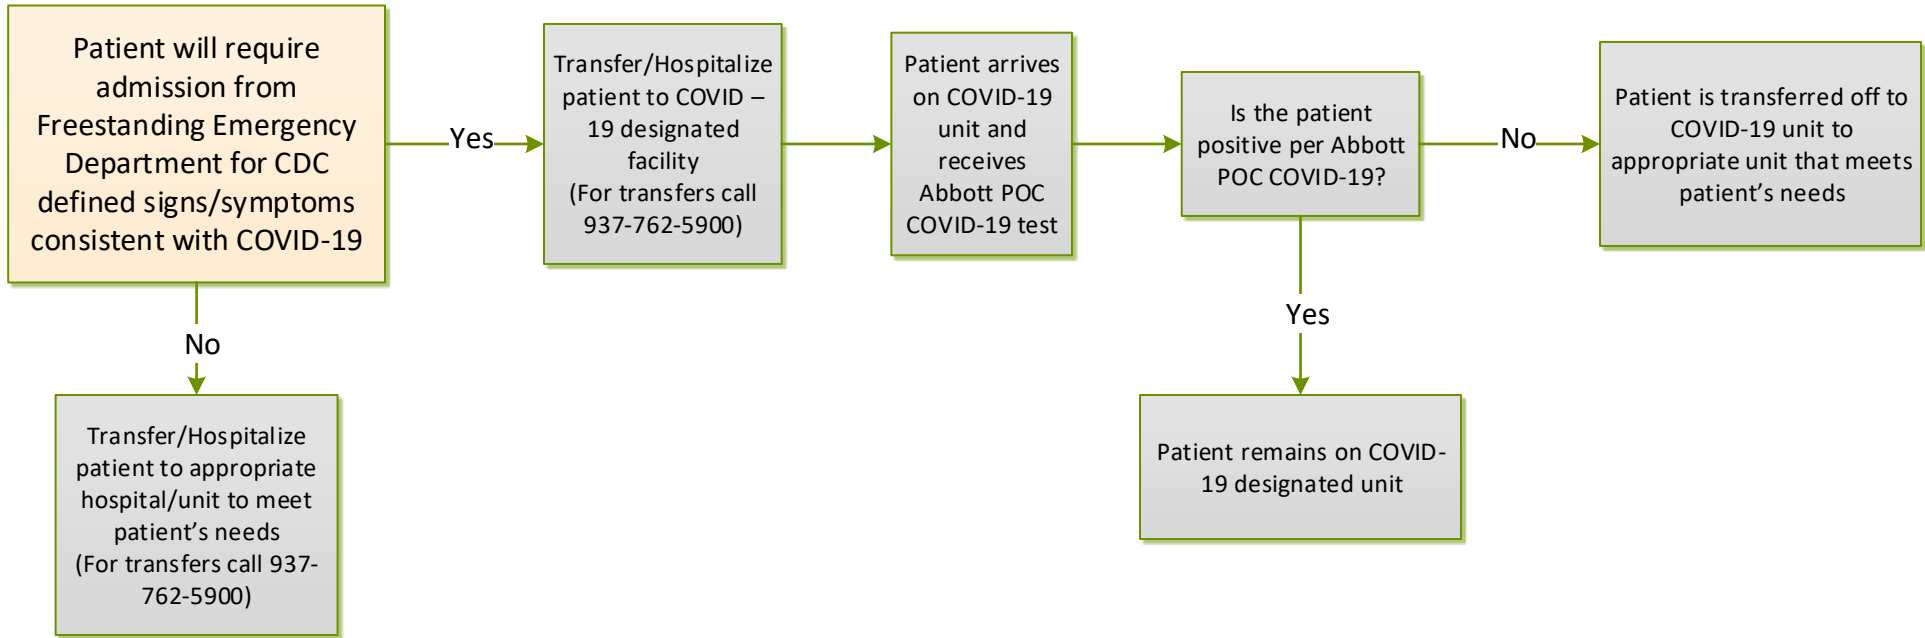 Patient will require
admission from
Freestanding Emergency
Department for CDC
defined signs/symptoms
consistent with COVID-19
Yes
Transfer/Hospitalize
patient to COVID –
19 designated
facility
(For transfers call
937-762-5900)
Patient arrives
on COVID-19
unit and
receives
Abbott POC
COVID-19 test
Is the patient
positive per Abbott
POC COVID-19?
No
Patient is transferred off to
COVID-19 unit to
appropriate unit that meets
patient’s needs
No
Transfer/Hospitalize
patient to appropriate
hospital/unit to meet
patient’s needs
(For transfers call 937-
762-5900)
Yes
Patient remains on COVID-
19 designated unit